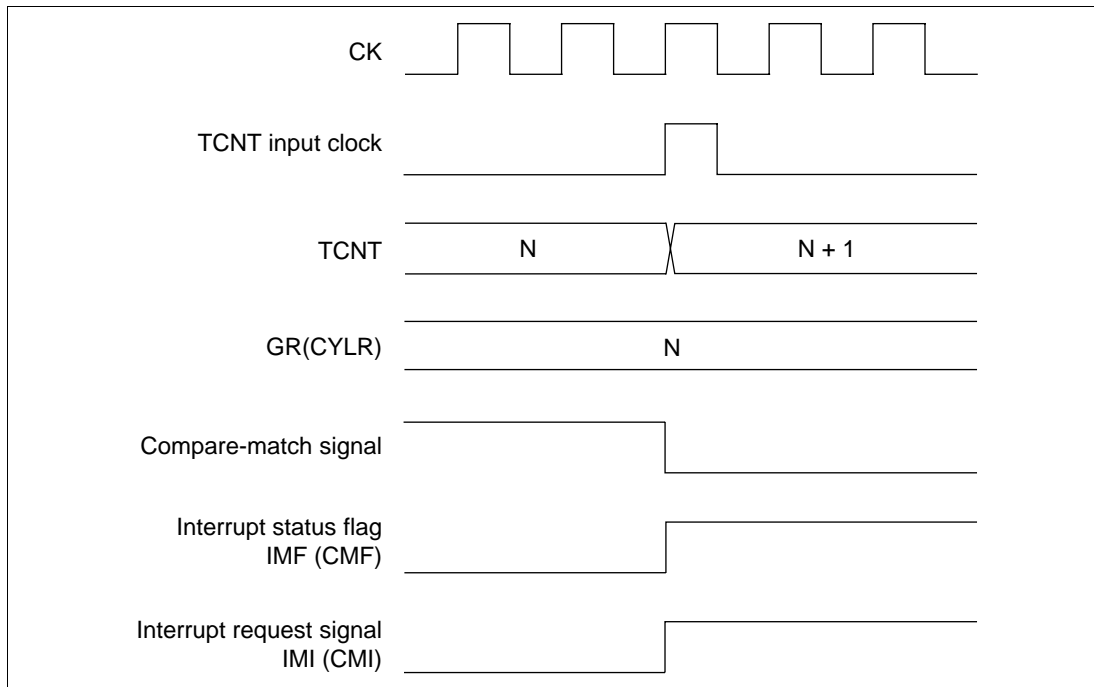 CK
TCNT input clock
TCNT
N
N + 1
GR(CYLR)
N
Compare-match signal
Interrupt status flag
IMF (CMF)
Interrupt request signal
IMI (CMI)